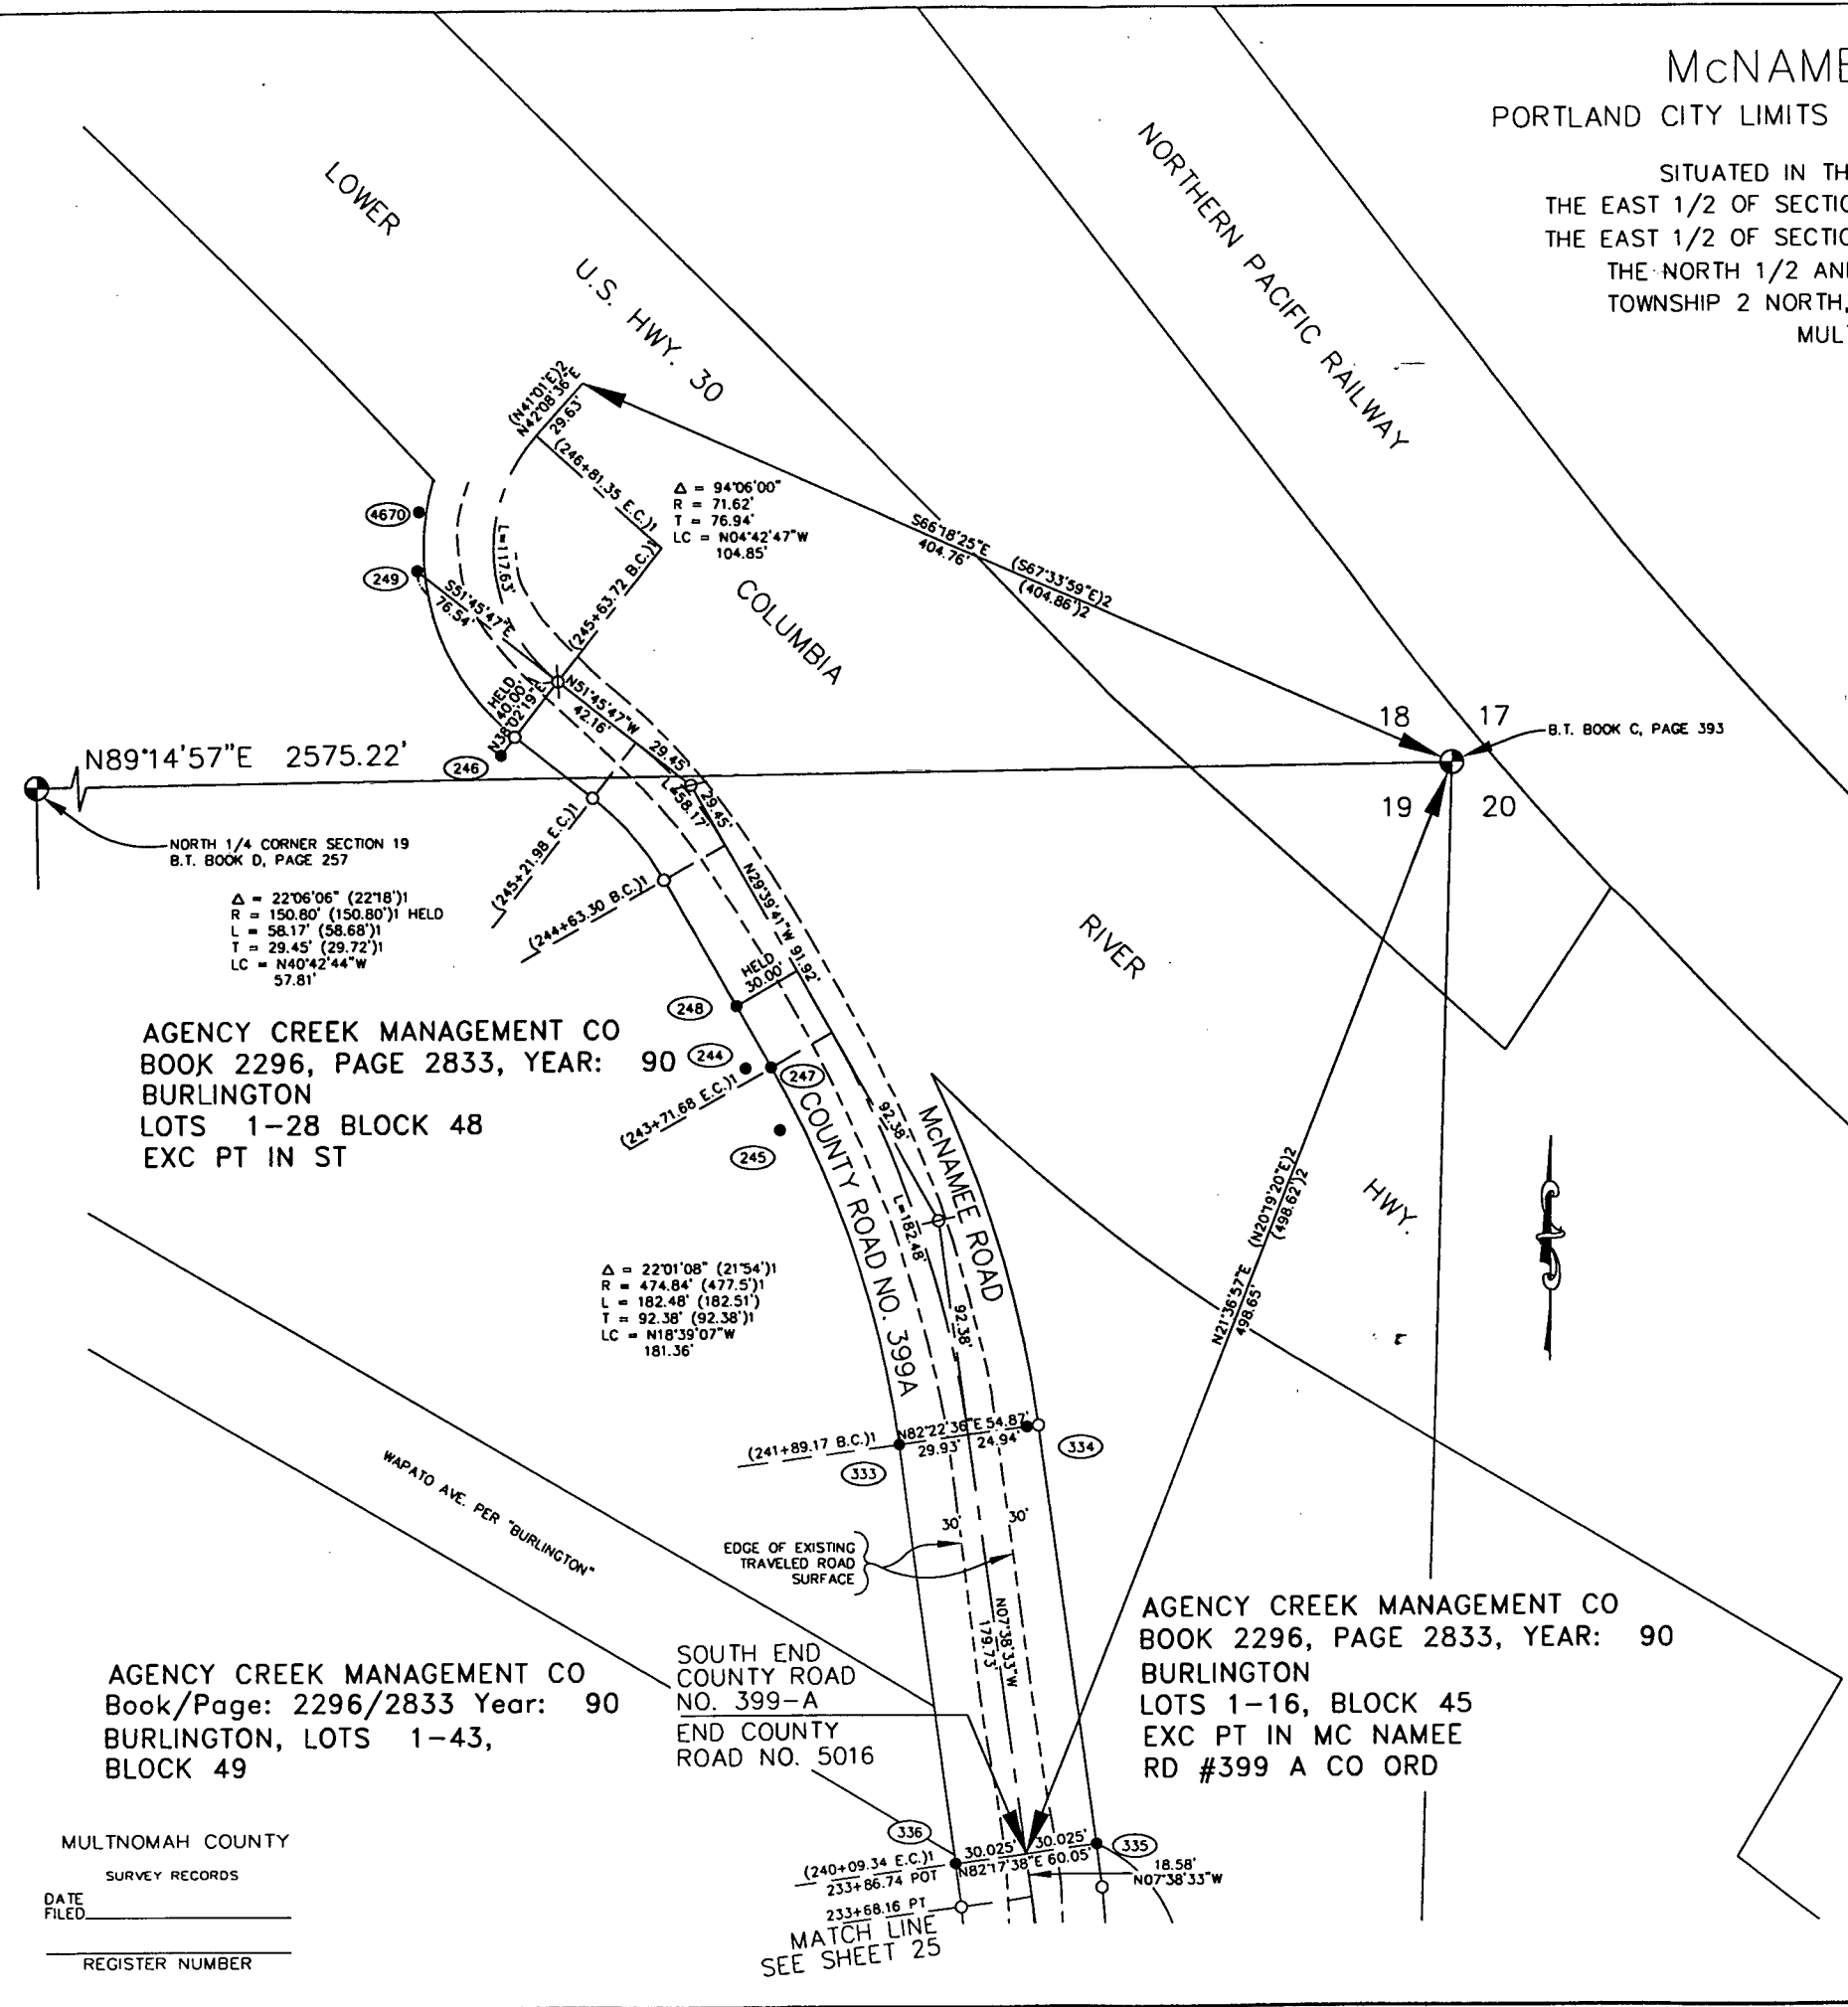 McNAME
PORTLAND CITY LIMITS
SITUATED IN TH
THE EAST 1/2 OF SECTIO
THE EAST 1/2 OF SECTIO
THE NORTH 1/2 AN
TOWNSHIP 2 NORTH,
MUL
LOWER
U.S. HWY. 30
COLUMBIA
RIVER
HWY.
NORTHERN PACIFIC RAILWAY
(N41°01'E)2
N42°08'36"E
29.63'
(246+81.35 E.C.)1
Δ = 94°06'00"
R = 71.62'
T = 76.94'
LC = N04°42'47"W
104.85'
4670
249
L=117.63'
S51°45'47"E
76.54'
(245+63.72 B.C.)1
S66°18'25"E
404.76'
(S67°33'59"E)2
(404.86')2
18
17
19
20
B.T. BOOK C, PAGE 393
HELD
40.00'
N38°02'19"E
N51°45'47"W
42.16'
29.45'
29.45'
L=58.17'
N89°14'57"E 2575.22'
246
NORTH 1/4 CORNER SECTION 19
B.T. BOOK D, PAGE 257
(245+21.98 E.C.)1
(244+63.30 B.C.)1
Δ = 22°06'06" (22°18')1
R = 150.80' (150.80')1 HELD
L = 58.17' (58.68')1
T = 29.45' (29.72')1
LC = N40°42'44"W
57.81'
N29°39'41"W 91.92'
HELD
30.00'
248
244
247
245
(243+71.68 E.C.)1
AGENCY CREEK MANAGEMENT CO
BOOK 2296, PAGE 2833, YEAR: 90
BURLINGTON
LOTS 1-28 BLOCK 48
EXC PT IN ST
COUNTY ROAD NO. 399A
McNAMEE ROAD
92.38'
L=182.48'
92.38'
Δ = 22°01'08" (21°54')1
R = 474.84' (477.5')1
L = 182.48' (182.51')
T = 92.38' (92.38')1
LC = N18°39'07"W
181.36'
N21°36'57"E
498.65'
(N20°19'20"E)2
(498.62')2
(241+89.17 B.C.)1
N82°22'36"E 54.87'
29.93'
24.94'
333
334
WAPATO AVE. PER "BURLINGTON"
30'
30'
EDGE OF EXISTING
TRAVELED ROAD
SURFACE
N07°38'33"W
179.73'
AGENCY CREEK MANAGEMENT CO
BOOK 2296, PAGE 2833, YEAR: 90
BURLINGTON
LOTS 1-16, BLOCK 45
EXC PT IN MC NAMEE
RD #399 A CO ORD
SOUTH END
COUNTY ROAD
NO. 399-A
END COUNTY
ROAD NO. 5016
AGENCY CREEK MANAGEMENT CO
Book/Page: 2296/2833 Year: 90
BURLINGTON, LOTS 1-43,
BLOCK 49
336
335
30.025'
30.025'
N82°17'38"E 60.05'
(240+09.34 E.C.)1
233+86.74 POT
18.58'
N07°38'33"W
233+68.16 PT
MATCH LINE
SEE SHEET 25
MULTNOMAH COUNTY
SURVEY RECORDS
DATE
FILED
REGISTER NUMBER